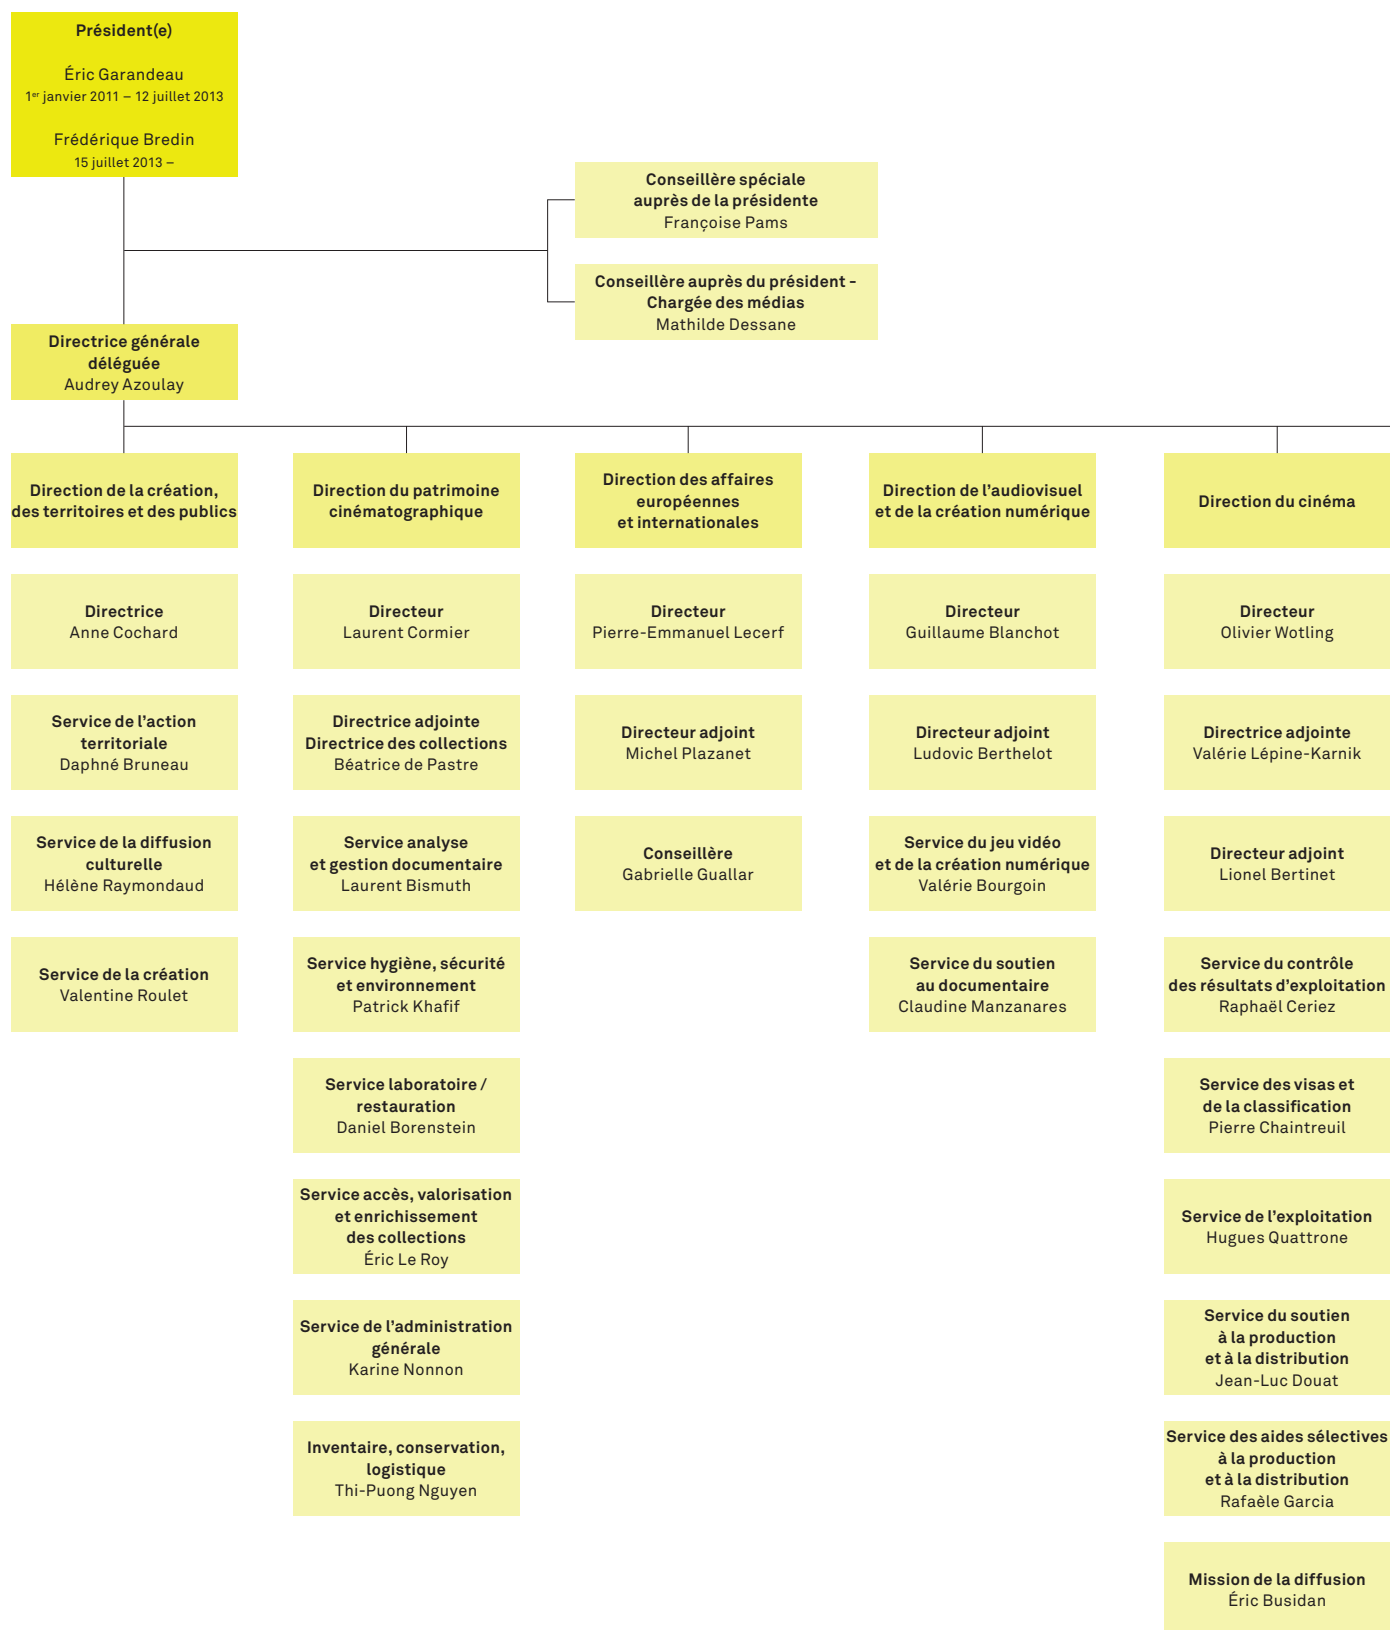 Président(e)
Éric Garandeau
1er janvier 2011 – 12 juillet 2013
Frédérique Bredin
15 juillet 2013 –
Conseillère spéciale
auprès de la présidente
Françoise Pams
Conseillère auprès du président -
Chargée des médias
Mathilde Dessane
Directrice générale
déléguée
Audrey Azoulay
Direction de la création,
des territoires et des publics
Directrice
Anne Cochard
Service de l’action
territoriale
Daphné Bruneau
Service de la diffusion
culturelle
Hélène Raymondaud
Service de la création
Valentine Roulet
Direction du patrimoine
cinématographique
Directeur
Laurent Cormier
Directrice adjointe
Directrice des collections
Béatrice de Pastre
Service analyse
et gestion documentaire
Laurent Bismuth
Service hygiène, sécurité
et environnement
Patrick Khafif
Service laboratoire /
restauration
Daniel Borenstein
Service accès, valorisation
et enrichissement
des collections
Éric Le Roy
Service de l’administration
générale
Karine Nonnon
Inventaire, conservation,
logistique
Thi-Puong Nguyen
Direction des affaires
européennes
et internationales
Directeur
Pierre-Emmanuel Lecerf
Directeur adjoint
Michel Plazanet
Conseillère
Gabrielle Guallar
Direction de l’audiovisuel
et de la création numérique
Directeur
Guillaume Blanchot
Directeur adjoint
Ludovic Berthelot
Service du jeu vidéo
et de la création numérique
Valérie Bourgoin
Service du soutien
au documentaire
Claudine Manzanares
Direction du cinéma
Directeur
Olivier Wotling
Directrice adjointe
Valérie Lépine-Karnik
Directeur adjoint
Lionel Bertinet
Service du contrôle
des résultats d’exploitation
Raphaël Ceriez
Service des visas et
de la classification
Pierre Chaintreuil
Service de l’exploitation
Hugues Quattrone
Service du soutien
à la production
et à la distribution
Jean-Luc Douat
Service des aides sélectives
à la production
et à la distribution
Rafaèle Garcia
Mission de la diffusion
Éric Busidan